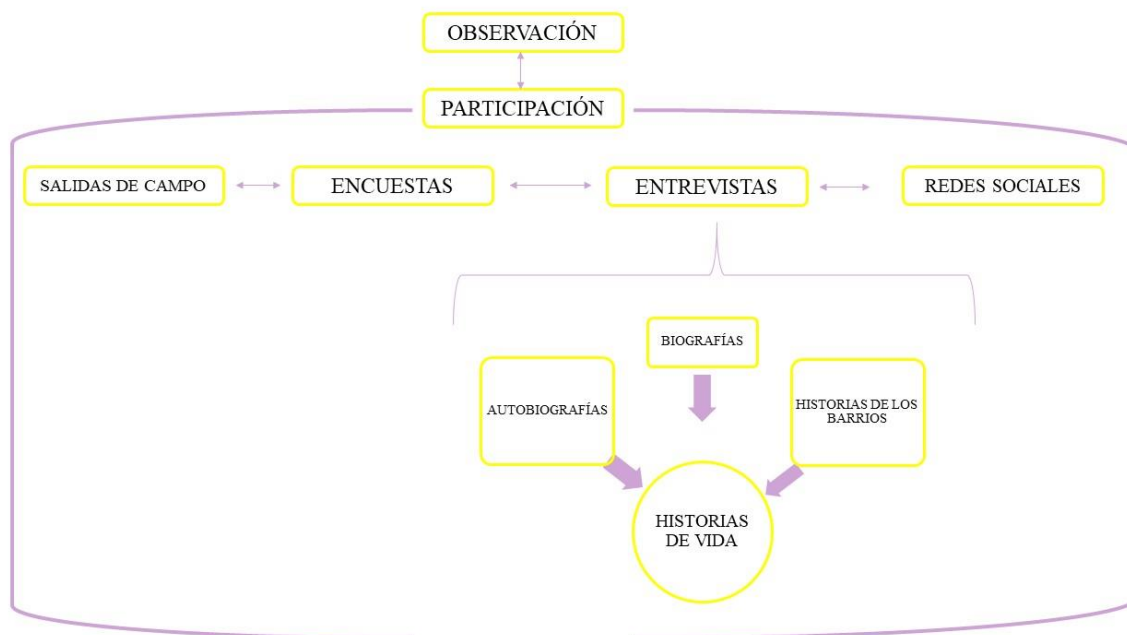 OBSERVACIÓN
PARTICIPACIÓN
SALIDAS DE CAMPO
ENCUESTAS
ENTREVISTAS
REDES SOCIALES
BIOGRAFÍAS
AUTOBIOGRAFÍAS
HISTORIAS DE LOS
BARRIOS
HISTORIAS
DE VIDA